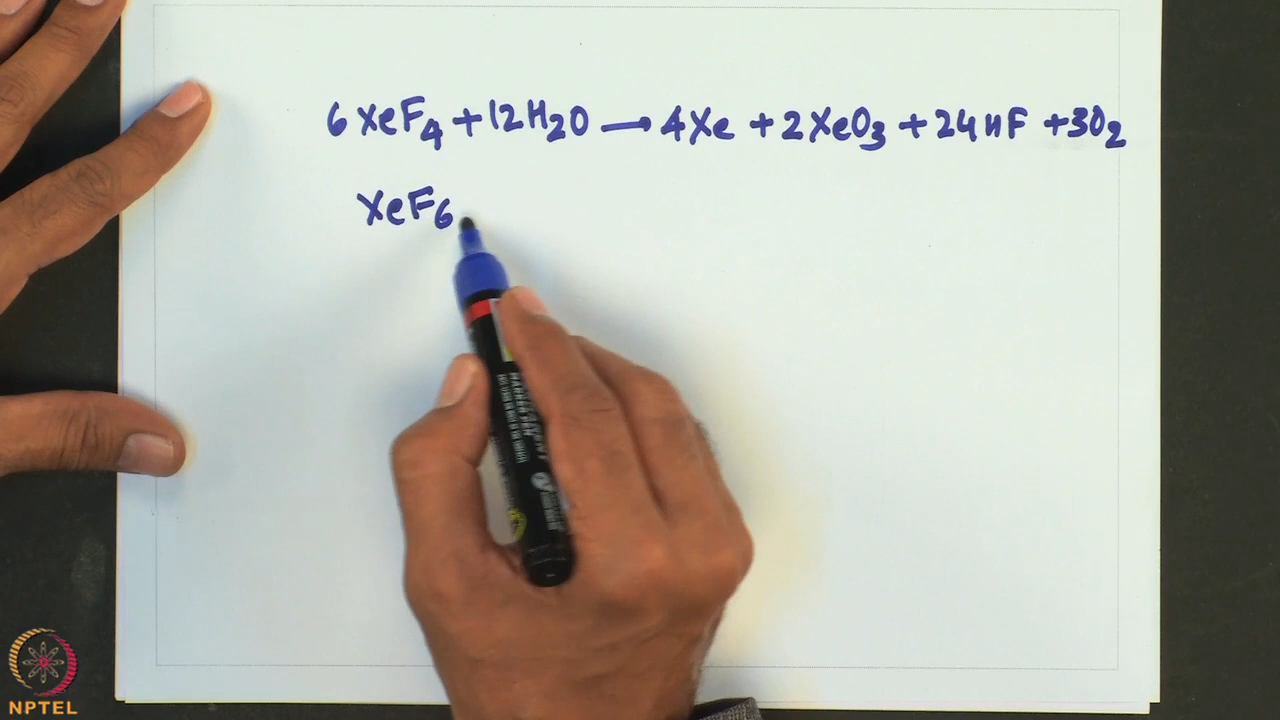 6 XeF4 + 12H2O → 4Xe + 2XeO3 + 24HF + 3O2
XeF6
NPTEL